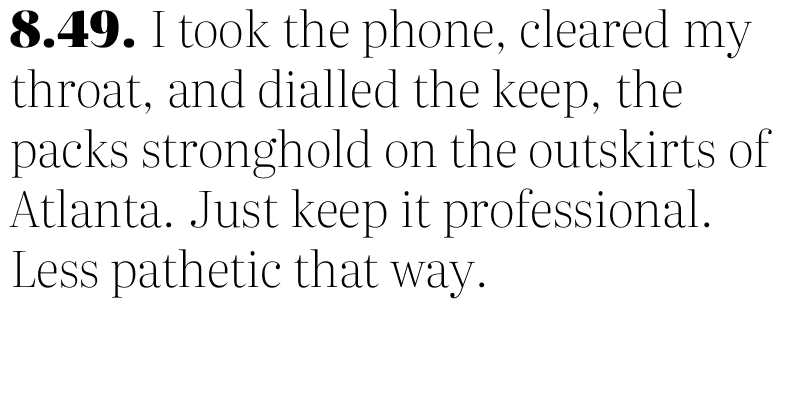 8.49. I took the phone, cleared my
throat, and dialled the keep, the
packs stronghold on the outskirts of
Atlanta. Just keep it professional.
Less pathetic that way.